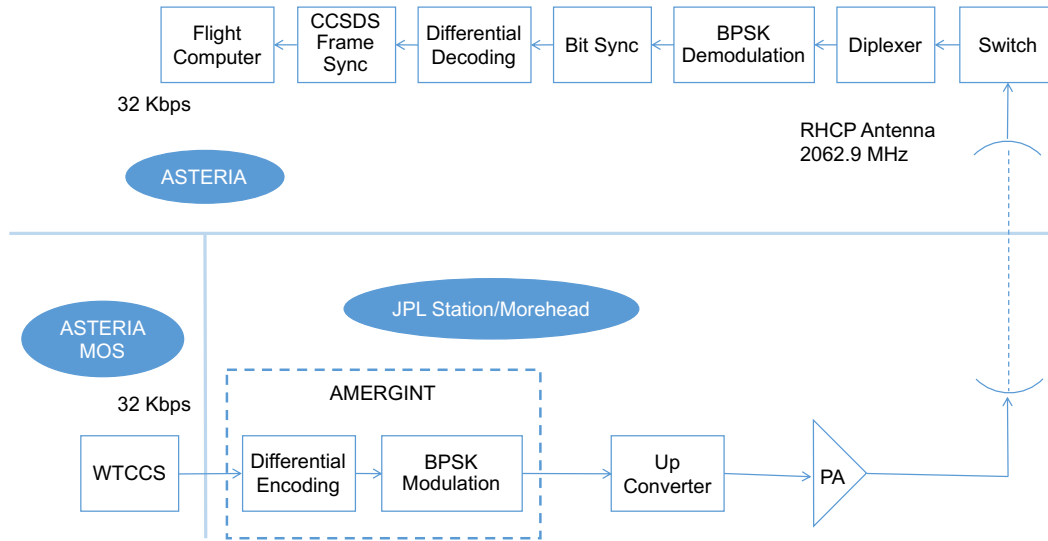 Flight
Computer
CCSDS
Frame
Sync
Differential
Decoding
Bit Sync
BPSK
Demodulation
Diplexer
Switch
32 Kbps
RHCP Antenna
2062.9 MHz
ASTERIA
JPL Station/Morehead
ASTERIA
MOS
32 Kbps
AMERGINT
WTCCS
Differential
Encoding
BPSK
Modulation
Up
Converter
PA